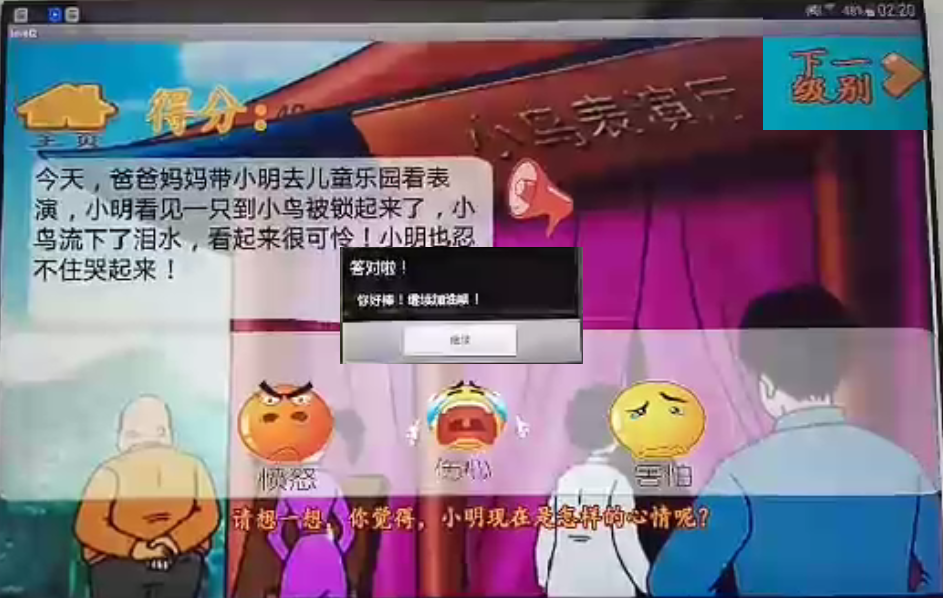 48% 02:20
下一
级别
得分：
主页
小鸟表演厅
今天，爸爸妈妈带小明去儿童乐园看表
演，小明看见一只到小鸟被锁起来了，小
鸟流下了泪水，看起来很可怜！小明也忍
不住哭起来！
答对啦！
你好棒！继续加油哦！
继续
愤怒
伤心
害怕
请想一想，你觉得，小明现在是怎样的心情呢？